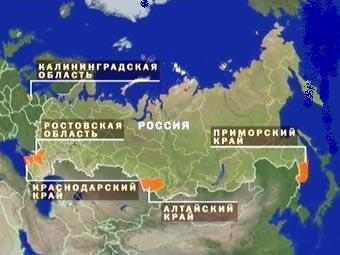 КАЛИНИНГРАДСКАЯ
ОБЛАСТЬ
РОСТОВСКАЯ
ОБЛАСТЬ
РОССИЯ
ПРИМОРСКИЙ
КРАЙ
КРАСНОДАРСКИЙ
КРАЙ
АЛТАЙСКИЙ
КРАЙ